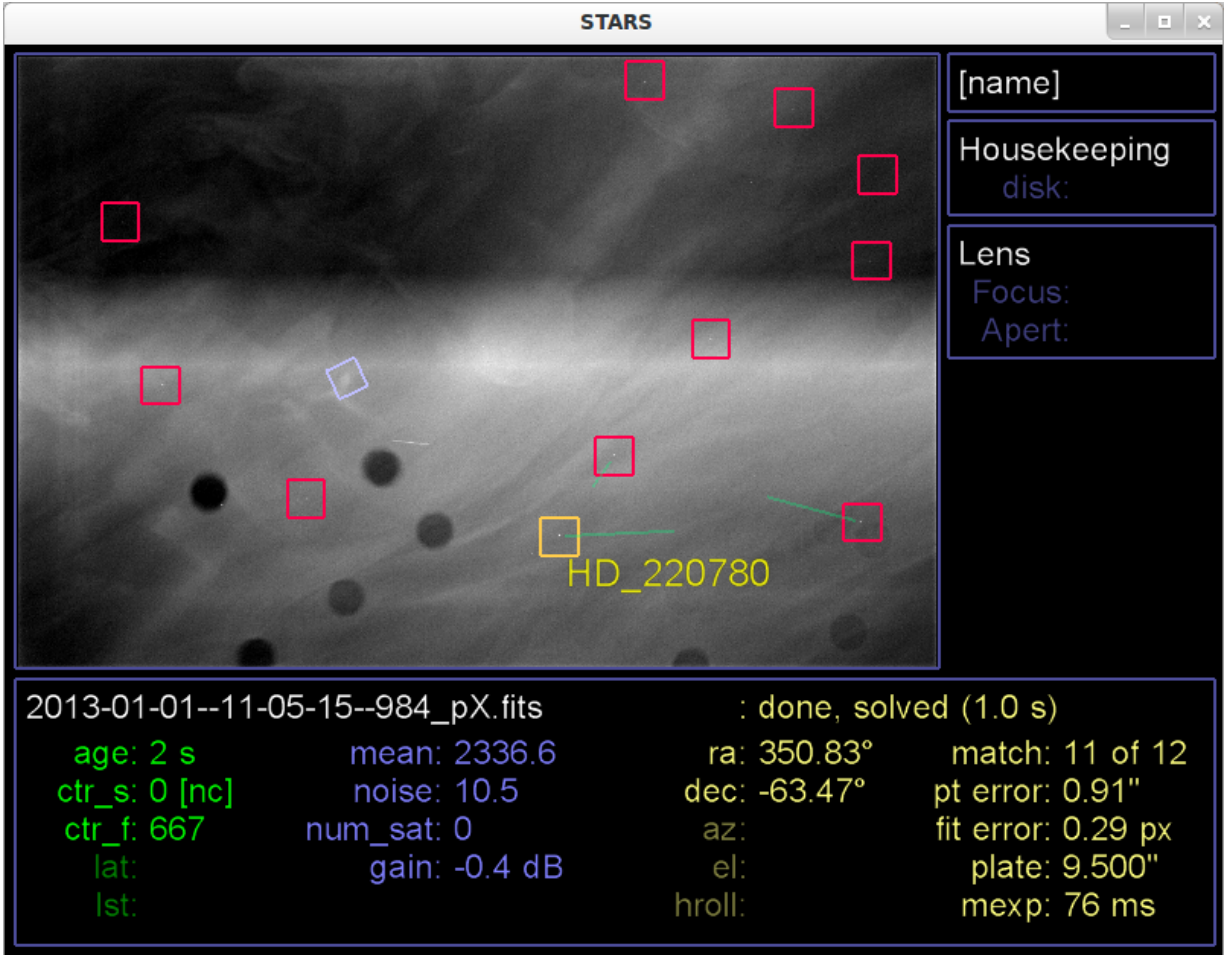 STARS
[name]
Housekeeping
disk:
Lens
Focus:
Apert:
HD_220780
2013-01-01--11-05-15--984_pX.fits : done, solved (1.0 s)
age: 2 s mean: 2336.6 ra: 350.83° match: 11 of 12
ctr_s: 0 [nc] noise: 10.5 dec: -63.47° pt error: 0.91"
ctr_f: 667 num_sat: 0 az: fit error: 0.29 px
lat: gain: -0.4 dB el: plate: 9.500"
lst: hroll: mexp: 76 ms